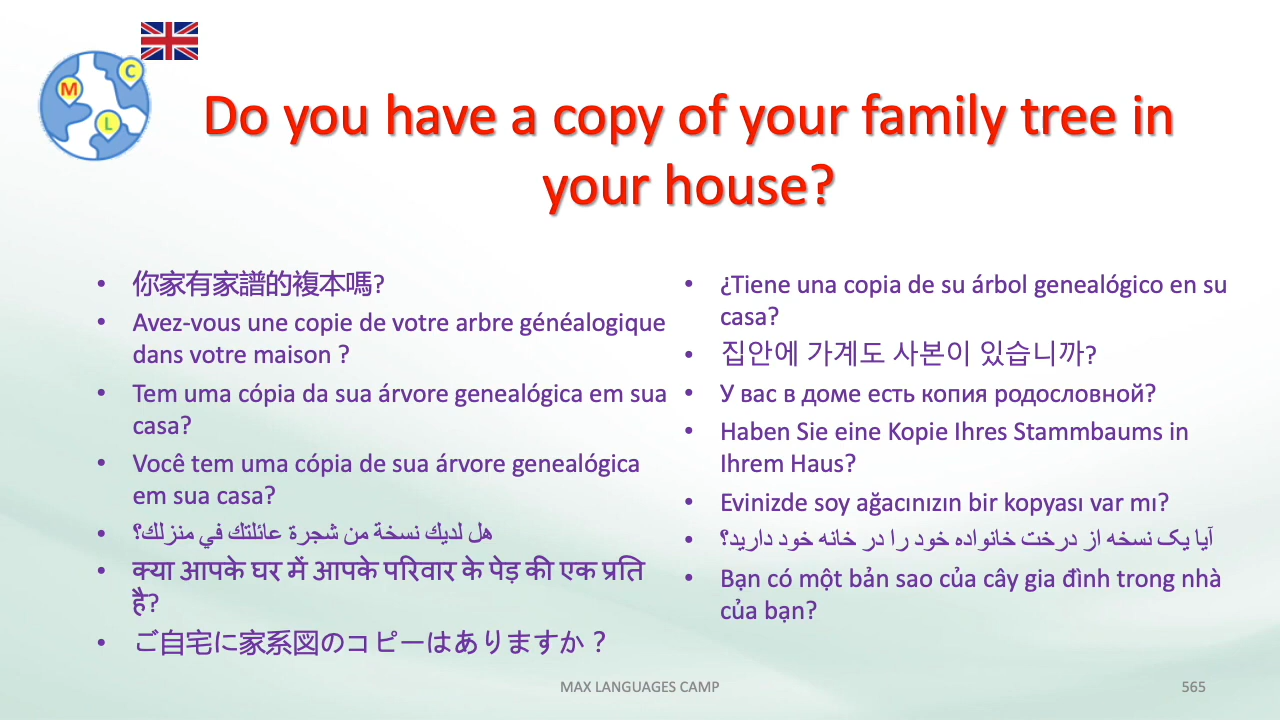 M
C
L
Do you have a copy of your family tree in
your house?
• 你家有家譜的複本嗎?
• Avez-vous une copie de votre arbre généalogique
dans votre maison ?
• Tem uma cópia da sua árvore genealógica em sua
casa?
• Você tem uma cópia de sua árvore genealógica
em sua casa?
• هل لديك نسخة من شجرة عائلتك في منزلك؟
• क्या आपके घर में आपके परिवार के पेड़ की एक प्रति
है?
• ご自宅に家系図のコピーはありますか？
• ¿Tiene una copia de su árbol genealógico en su
casa?
• 집안에 가계도 사본이 있습니까?
• У вас в доме есть копия родословной?
• Haben Sie eine Kopie Ihres Stammbaums in
Ihrem Haus?
• Evinizde soy ağacınızın bir kopyası var mı?
• آیا یک نسخه از درخت خانواده خود را در خانه خود دارید؟
• Bạn có một bản sao của cây gia đình trong nhà
của bạn?
MAX LANGUAGES CAMP
565